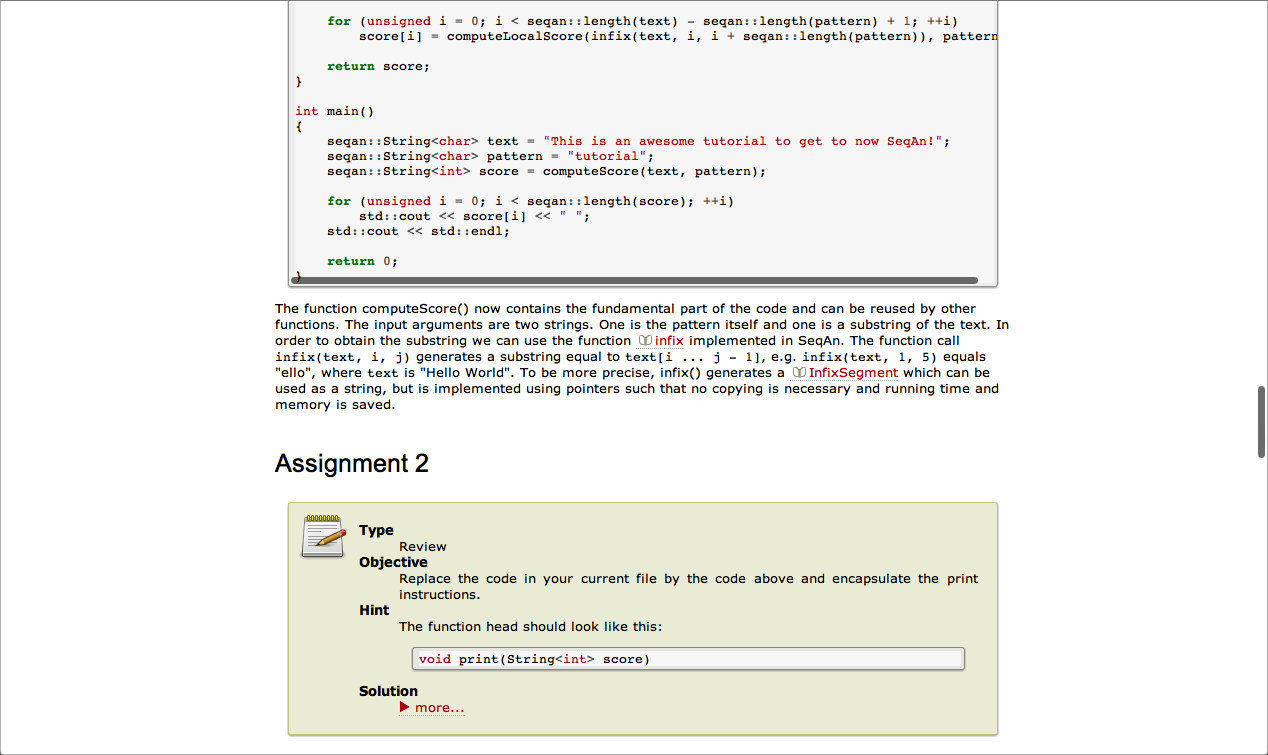 for (unsigned i = 0; i < seqan::length(text) - seqan::length(pattern) + 1; ++i)
score[i] = computeLocalScore(infix(text, i, i + seqan::length(pattern)), pattern
return score;
}
int main()
{
seqan::String<char> text = "This is an awesome tutorial to get to now SeqAn!";
seqan::String<char> pattern = "tutorial";
seqan::String<int> score = computeScore(text, pattern);
for (unsigned i = 0; i < seqan::length(score); ++i)
std::cout << score[i] << " ";
std::cout << std::endl;
return 0;
}
The function computeScore() now contains the fundamental part of the code and can be reused by other
functions. The input arguments are two strings. One is the pattern itself and one is a substring of the text. In
order to obtain the substring we can use the function infix implemented in SeqAn. The function call
infix(text, i, j) generates a substring equal to text[i ... j - 1], e.g. infix(text, 1, 5) equals
"ello", where text is "Hello World". To be more precise, infix() generates a InfixSegment which can be
used as a string, but is implemented using pointers such that no copying is necessary and running time and
memory is saved.
Assignment 2
Type
Review
Objective
Replace the code in your current file by the code above and encapsulate the print
instructions.
Hint
The function head should look like this:
void print(String<int> score)
Solution
more...